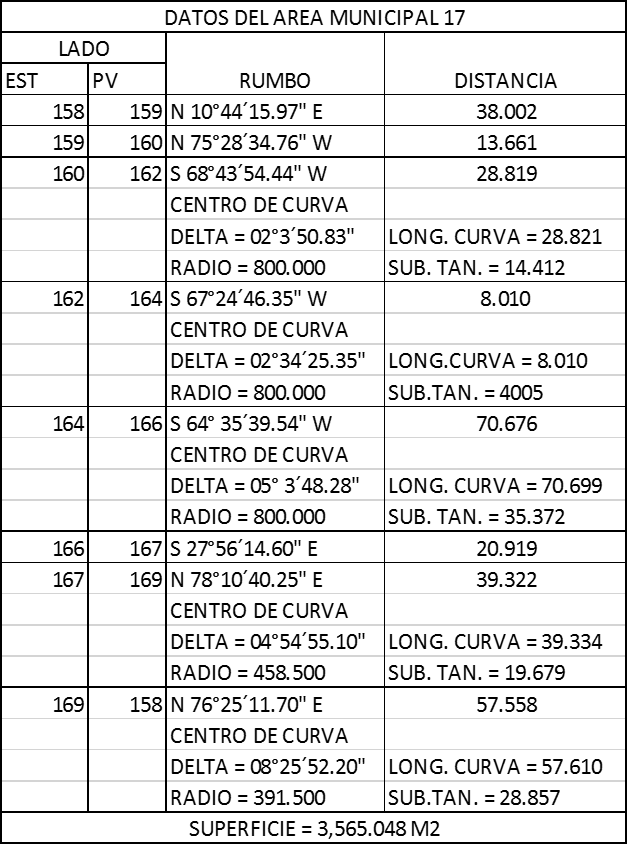 DATOS DEL AREA MUNICIPAL 17
LADO
EST PV RUMBO DISTANCIA
158 159 N 10°44´15.97" E 38.002
159 160 N 75°28´34.76" W 13.661
160 162 S 68°43´54.44" W 28.819
CENTRO DE CURVA
DELTA = 02°3´50.83" LONG. CURVA = 28.821
RADIO = 800.000 SUB. TAN. = 14.412
162 164 S 67°24´46.35" W 8.010
CENTRO DE CURVA
DELTA = 02°34´25.35" LONG.CURVA = 8.010
RADIO = 800.000 SUB.TAN. = 4005
164 166 S 64° 35´39.54" W 70.676
CENTRO DE CURVA
DELTA = 05° 3´48.28" LONG. CURVA = 70.699
RADIO = 800.000 SUB. TAN. = 35.372
166 167 S 27°56´14.60" E 20.919
167 169 N 78°10´40.25" E 39.322
CENTRO DE CURVA
DELTA = 04°54´55.10" LONG. CURVA = 39.334
RADIO = 458.500 SUB. TAN. = 19.679
169 158 N 76°25´11.70" E 57.558
CENTRO DE CURVA
DELTA = 08°25´52.20" LONG. CURVA = 57.610
RADIO = 391.500 SUB.TAN. = 28.857
SUPERFICIE = 3,565.048 M2